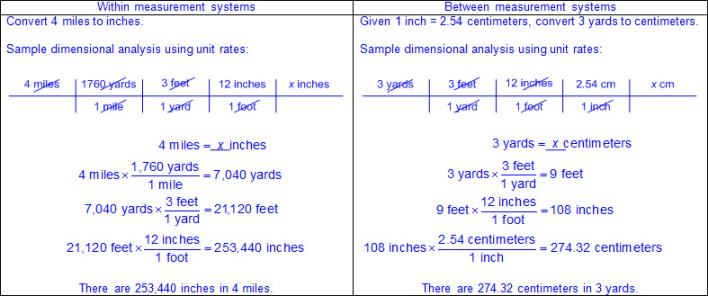 Within measurement systems
Convert 4 miles to inches.
Sample dimensional analysis using unit rates:
4 miles | 1760 yards | 3 feet | 12 inches | x inches
1 mile | 1 yard | 1 foot
4 miles = x inches
4 miles × 1,760 yards / 1 mile = 7,040 yards
7,040 yards × 3 feet / 1 yard = 21,120 feet
21,120 feet × 12 inches / 1 foot = 253,440 inches
There are 253,440 inches in 4 miles.
Between measurement systems
Given 1 inch = 2.54 centimeters, convert 3 yards to centimeters.
Sample dimensional analysis using unit rates:
3 yards | 3 feet | 12 inches | 2.54 cm | x cm
1 yard | 1 foot | 1 inch
3 yards = x centimeters
3 yards × 3 feet / 1 yard = 9 feet
9 feet × 12 inches / 1 foot = 108 inches
108 inches × 2.54 centimeters / 1 inch = 274.32 centimeters
There are 274.32 centimeters in 3 yards.